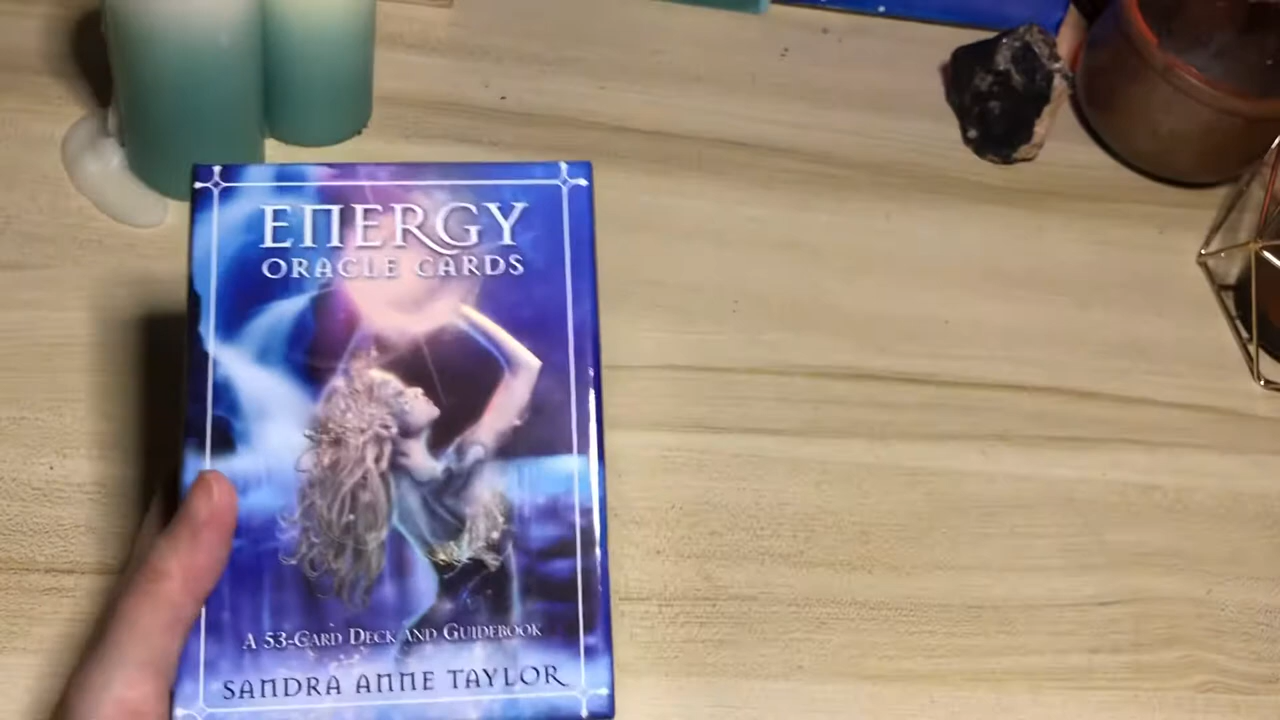 ENERGY
ORACLE CARDS
A 53-CARD DECK AND GUIDEBOOK
SANDRA ANNE TAYLOR